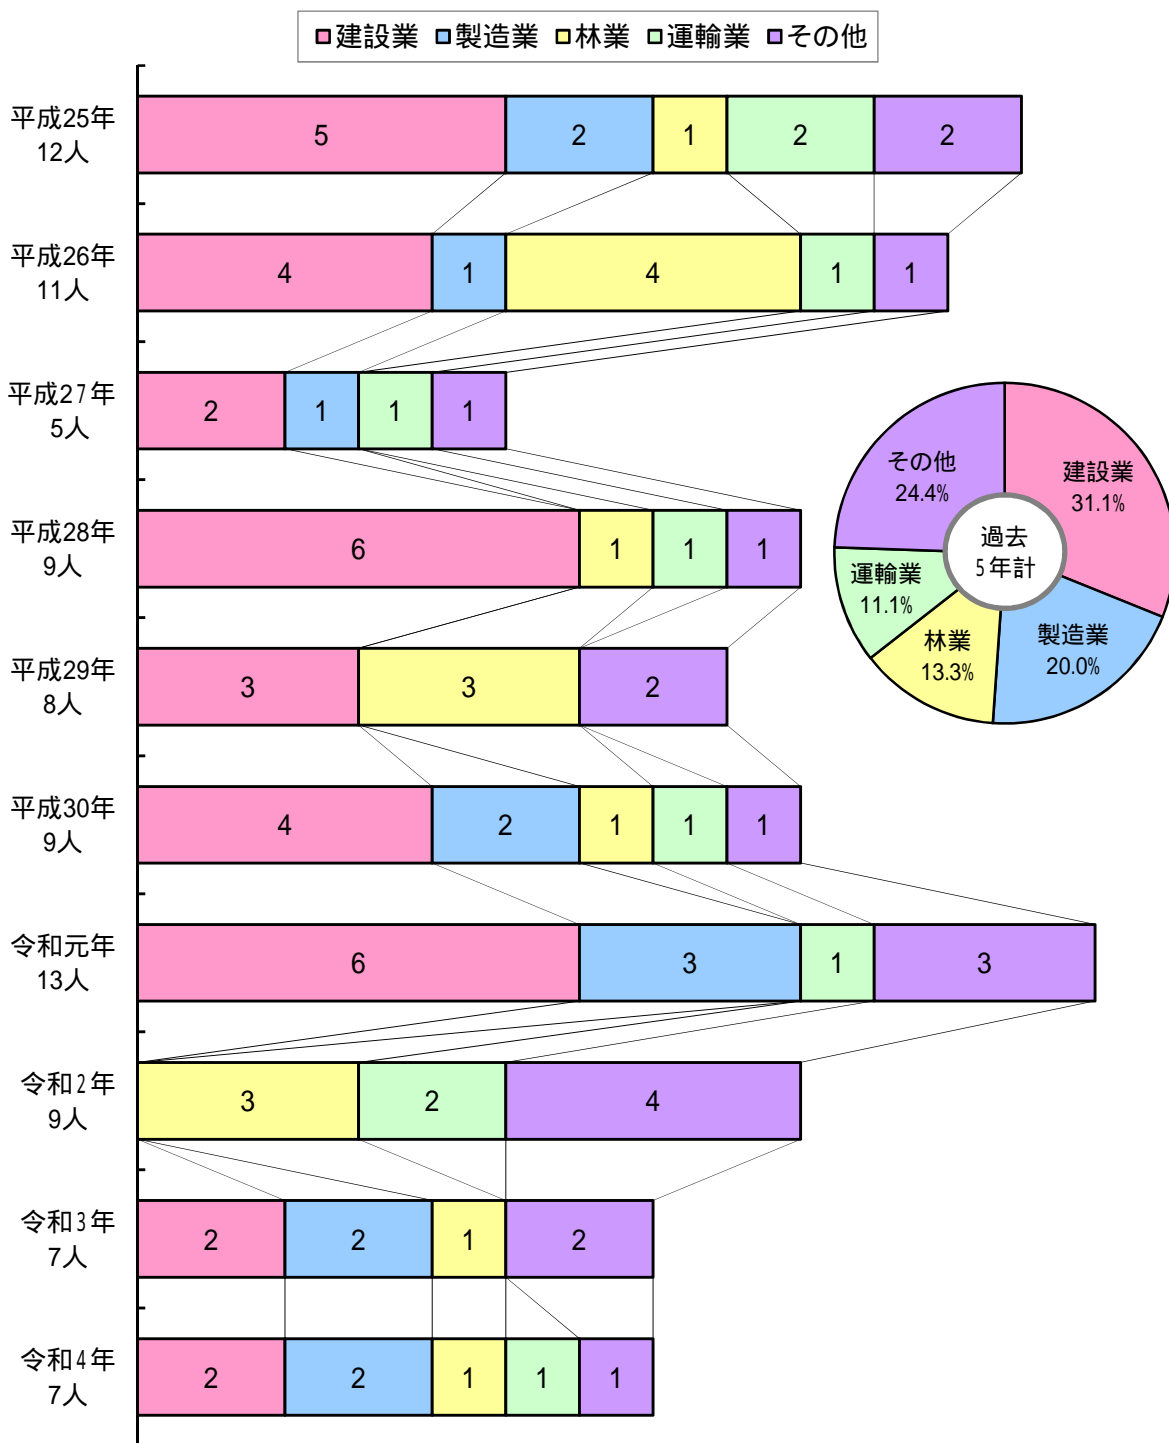 建設業 製造業 林業 運輸業 その他
平成25年
12人
5 2 1 2 2
平成26年
11人
4 1 4 1 1
平成27年
5人
2 1 1 1
平成28年
9人
6 1 1 1
平成29年
8人
3 3 2
平成30年
9人
4 2 1 1 1
令和元年
13人
6 3 1 3
令和2年
9人
3 2 4
令和3年
7人
2 2 1 2
令和4年
7人
2 2 1 1 1
過去
5年計
建設業
31.1%
製造業
20.0%
林業
13.3%
運輸業
11.1%
その他
24.4%